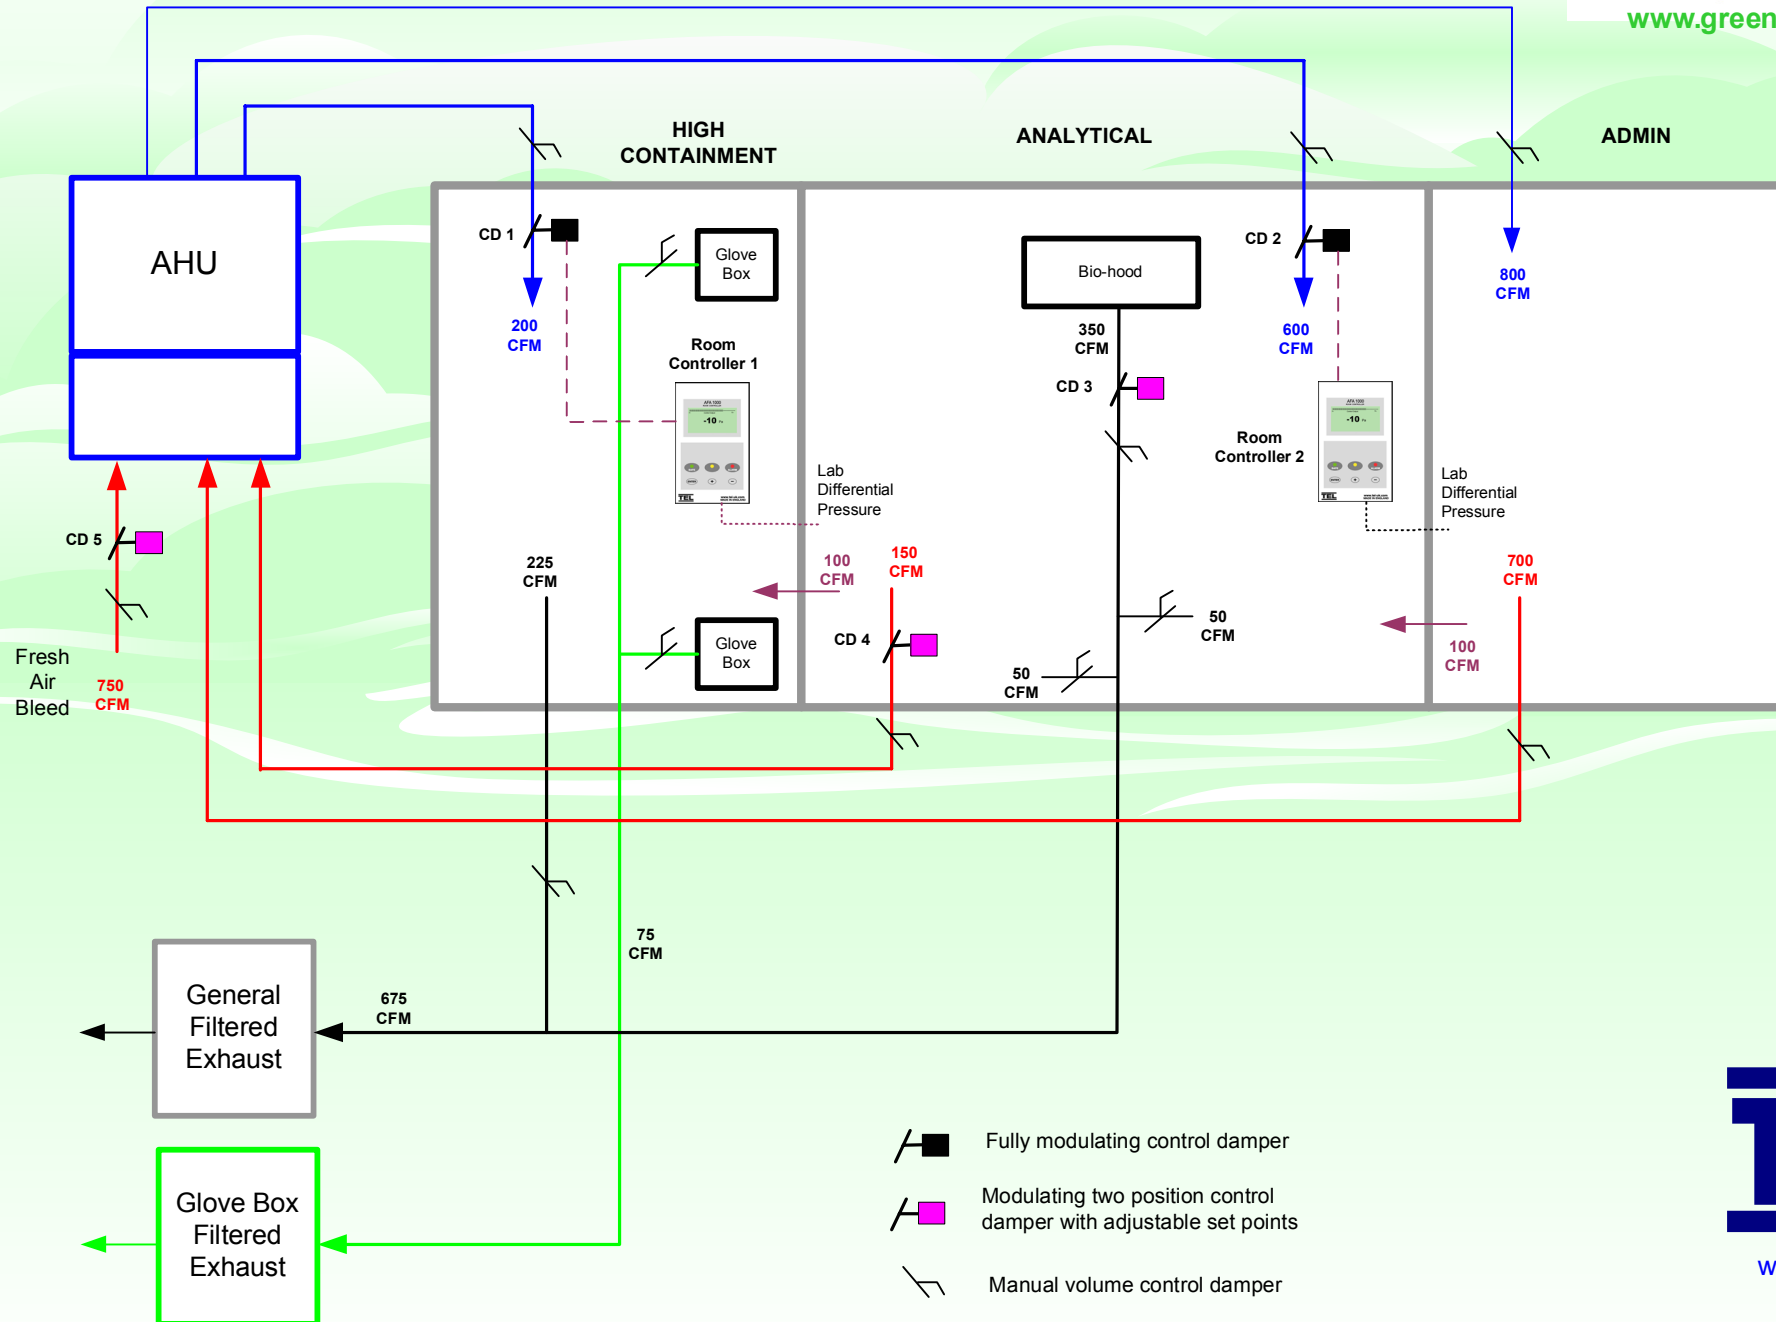 www.green
HIGH
CONTAINMENT
ANALYTICAL
ADMIN
AHU
CD 1
200
CFM
Glove
Box
Room
Controller 1
-10
TEL
Lab
Differential
Pressure
Bio-hood
350
CFM
CD 3
CD 2
600
CFM
Room
Controller 2
-10
TEL
Lab
Differential
Pressure
800
CFM
CD 5
Fresh
Air
Bleed
750
CFM
225
CFM
Glove
Box
100
CFM
150
CFM
CD 4
50
CFM
50
CFM
100
CFM
700
CFM
75
CFM
675
CFM
General
Filtered
Exhaust
Glove Box
Filtered
Exhaust
Fully modulating control damper
Modulating two position control
damper with adjustable set points
Manual volume control damper
T
w